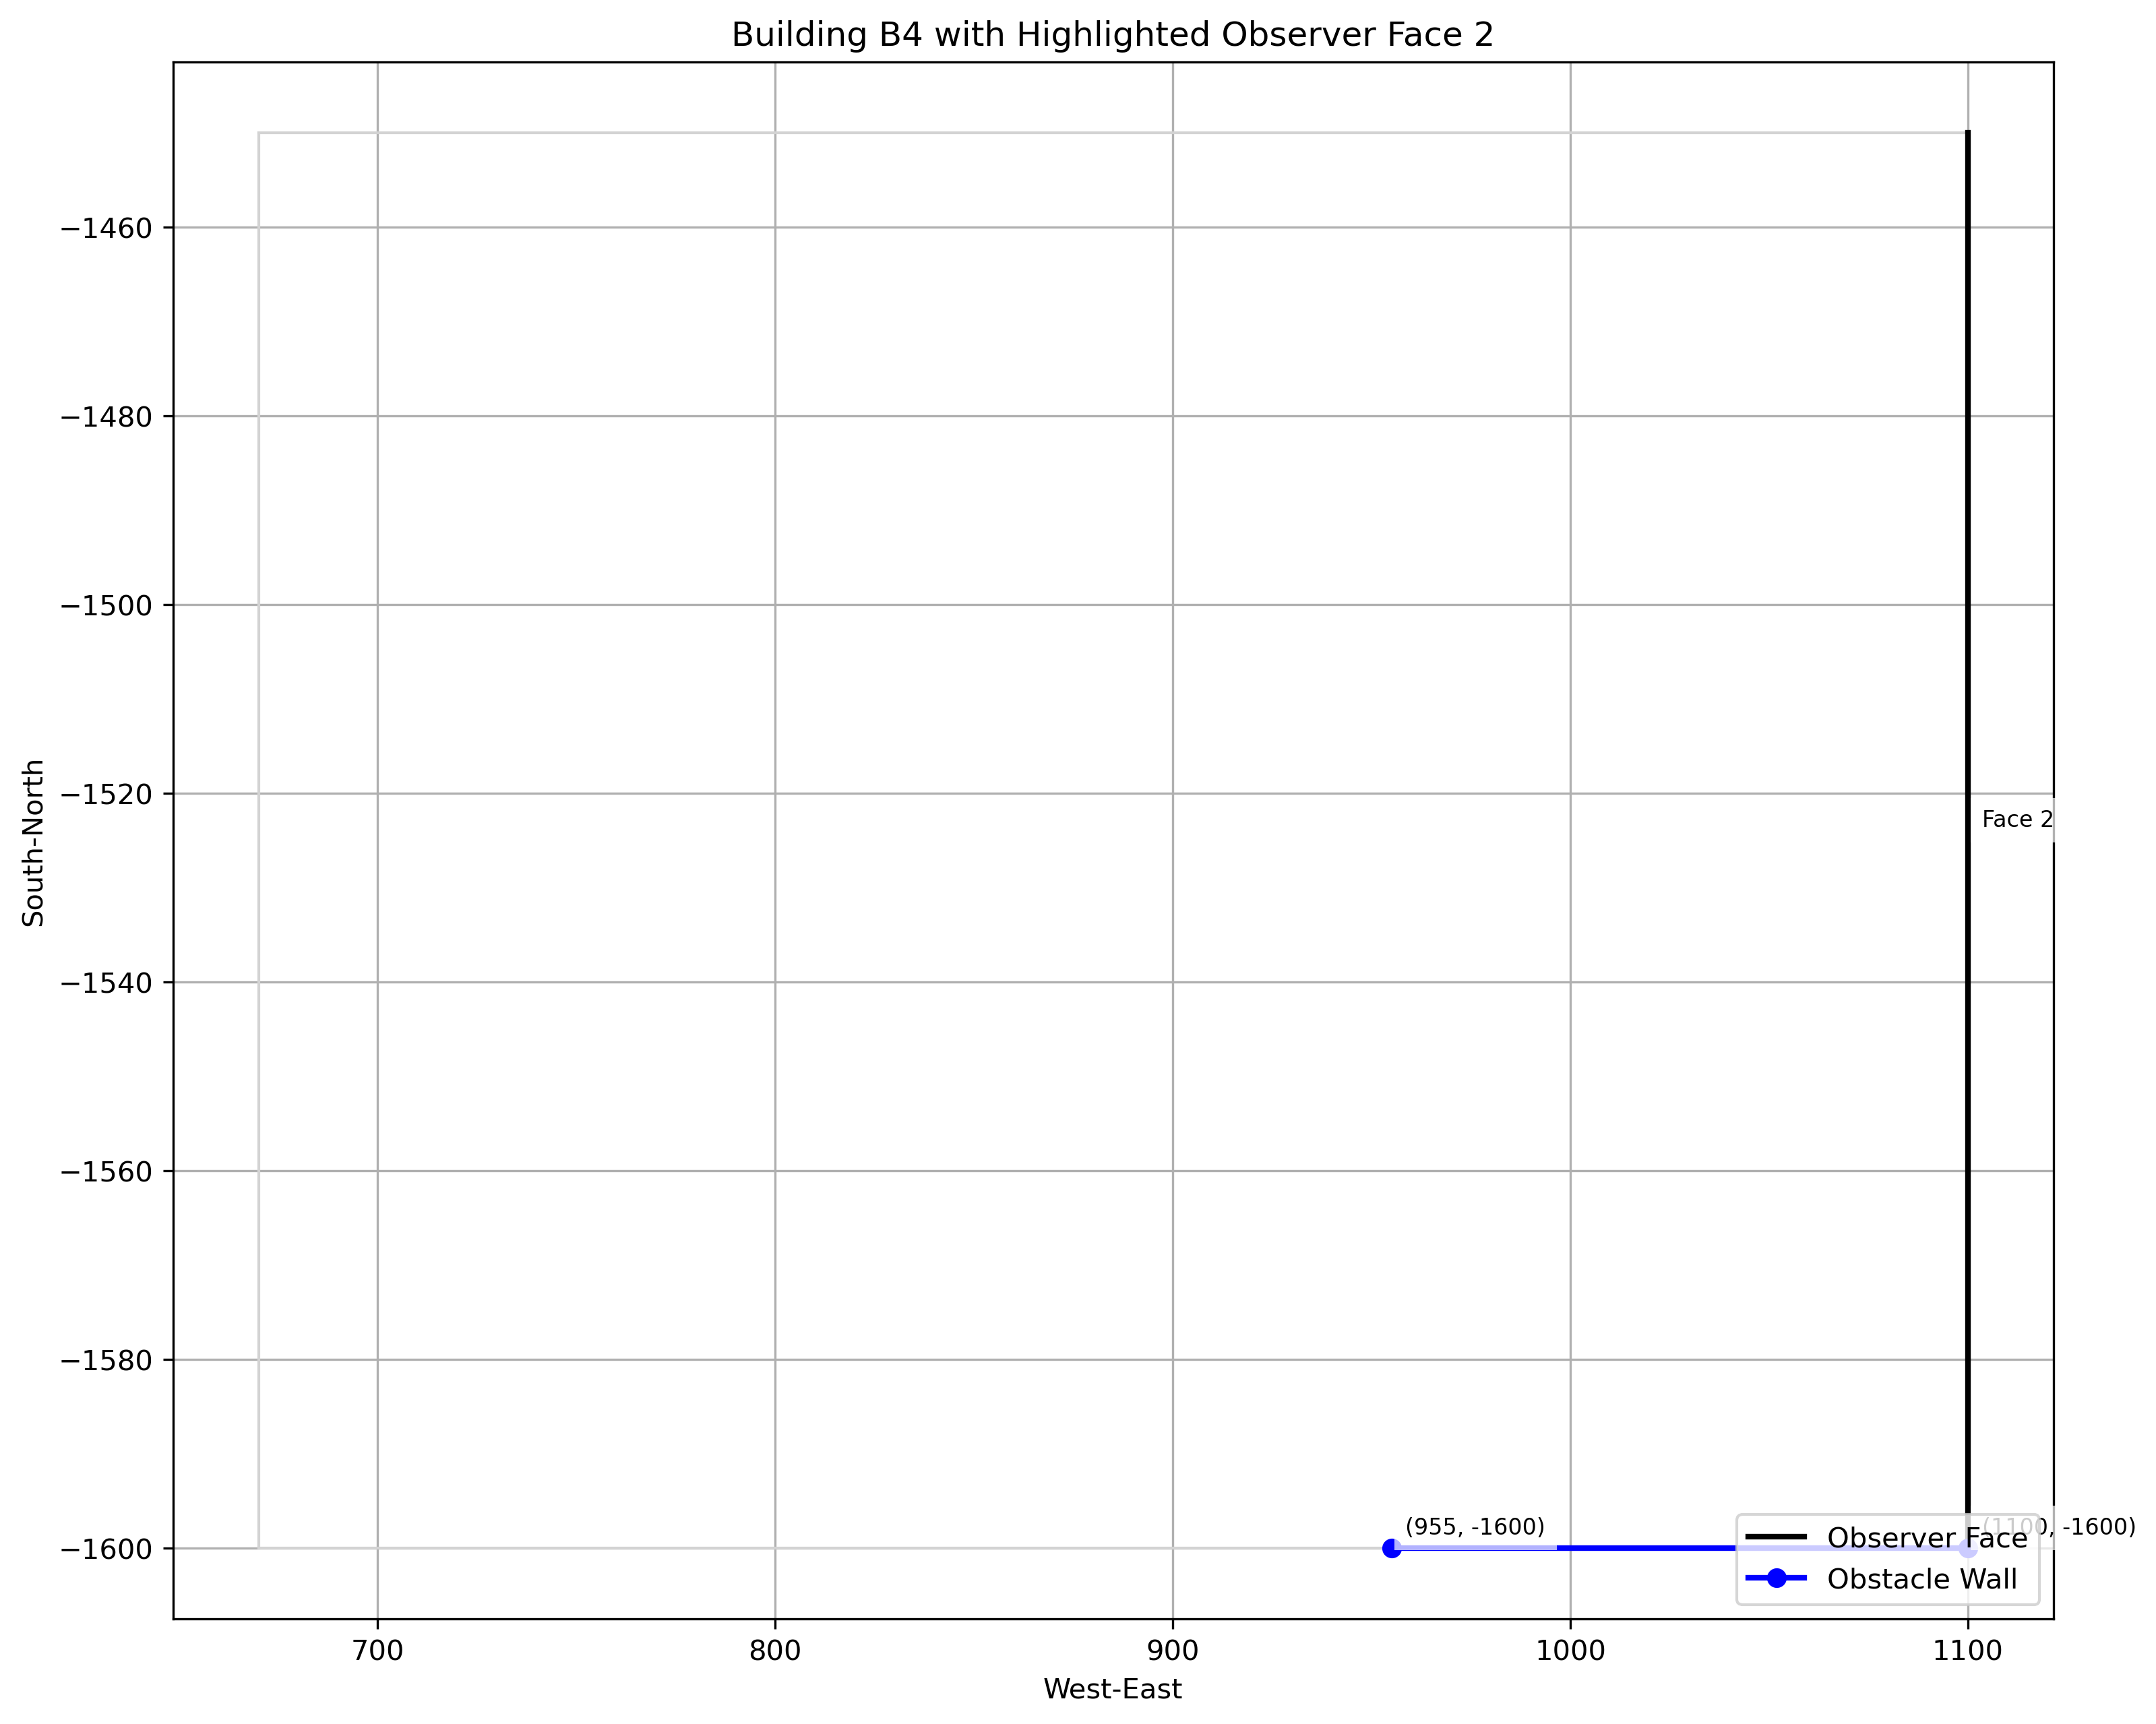 Building B4 with Highlighted Observer Face 2
South-North
−1460
−1480
−1500
−1520
−1540
−1560
−1580
−1600
Face 2
(955, -1600)
(1100, -1600)
Observer Face
Obstacle Wall
700
800
900
1000
1100
West-East